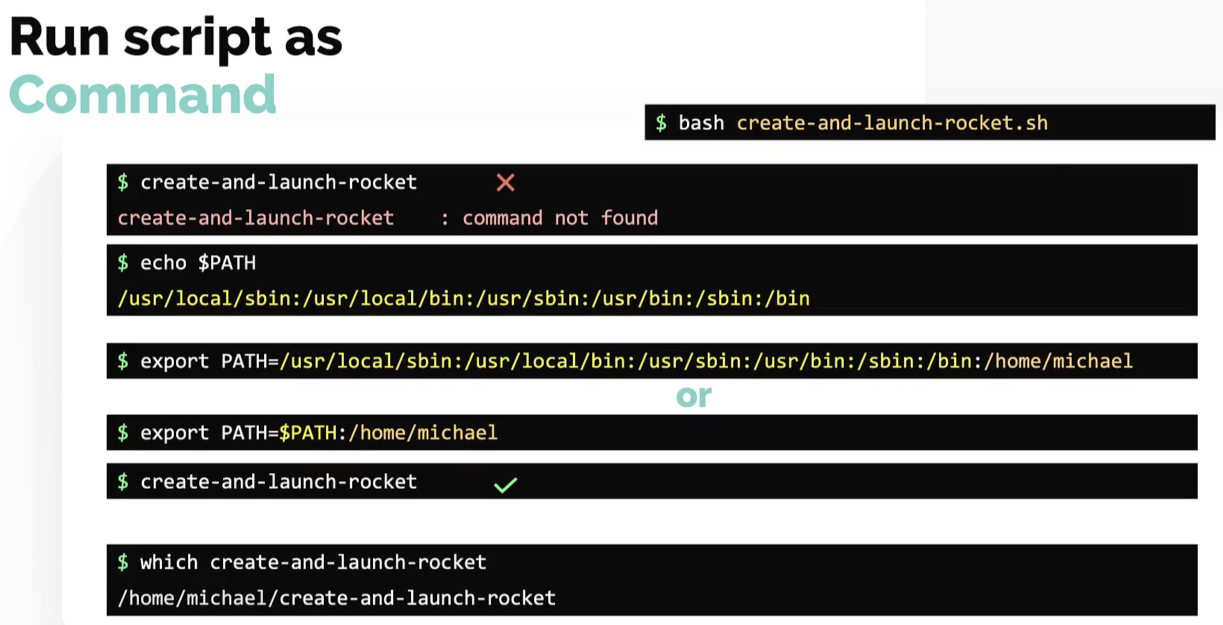 Run script as
Command
$ bash create-and-launch-rocket.sh
$ create-and-launch-rocket
create-and-launch-rocket : command not found
$ echo $PATH
/usr/local/sbin:/usr/local/bin:/usr/sbin:/usr/bin:/sbin:/bin
$ export PATH=/usr/local/sbin:/usr/local/bin:/usr/sbin:/usr/bin:/sbin:/bin:/home/michael
or
$ export PATH=$PATH:/home/michael
$ create-and-launch-rocket
$ which create-and-launch-rocket
/home/michael/create-and-launch-rocket